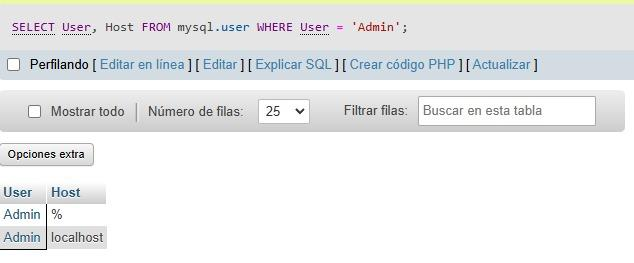 SELECT User, Host FROM mysql.user WHERE User = 'Admin';
Perfilando [ Editar en línea ] [ Editar ] [ Explicar SQL ] [ Crear código PHP ] [ Actualizar ]
Mostrar todo Número de filas: 25 Filtrar filas: Buscar en esta tabla
Opciones extra
User Host
Admin %
Admin localhost